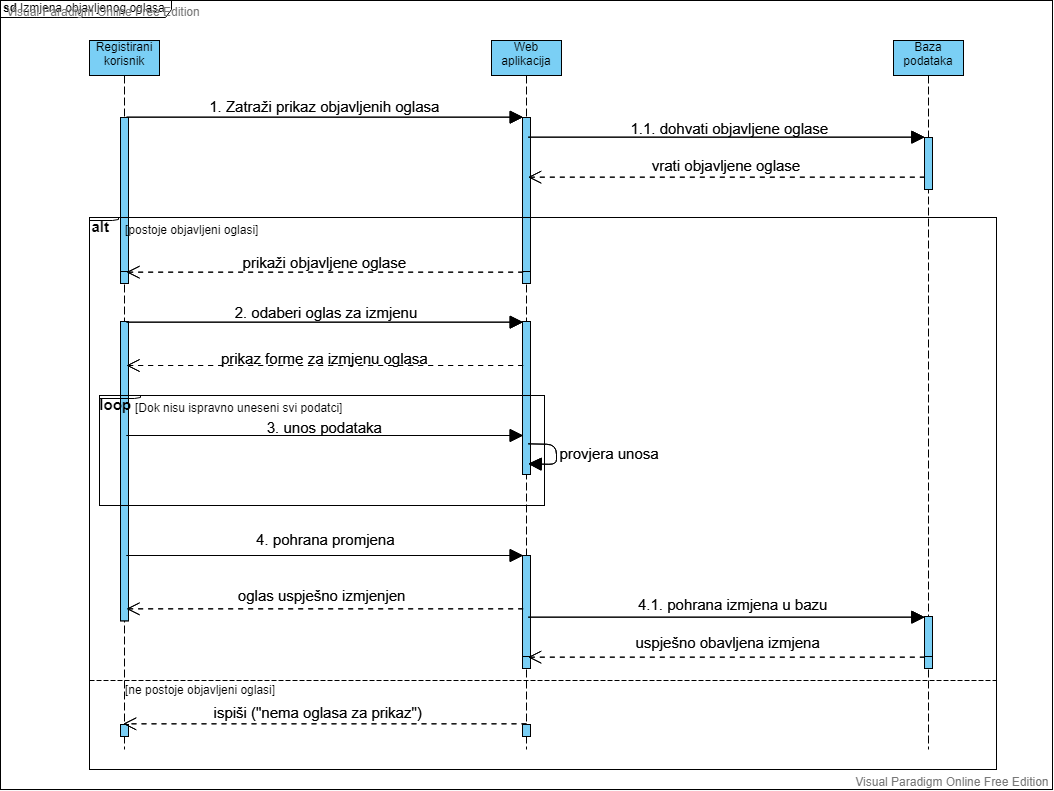 sd Izmjena objavljenog oglasa
Visual Paradigm Online Free Edition
Registirani
korisnik
Web
aplikacija
Baza
podataka
1. Zatraži prikaz objavljenih oglasa
1.1. dohvati objavljene oglase
vrati objavljene oglase
alt [postoje objavljeni oglasi]
prikaži objavljene oglase
2. odaberi oglas za izmjenu
prikaz forme za izmjenu oglasa
loop [Dok nisu ispravno uneseni svi podatci]
3. unos podataka
provjera unosa
4. pohrana promjena
oglas uspješno izmjenjen
4.1. pohrana izmjena u bazu
uspješno obavljena izmjena
[ne postoje objavljeni oglasi]
ispiši ("nema oglasa za prikaz")
Visual Paradigm Online Free Edition